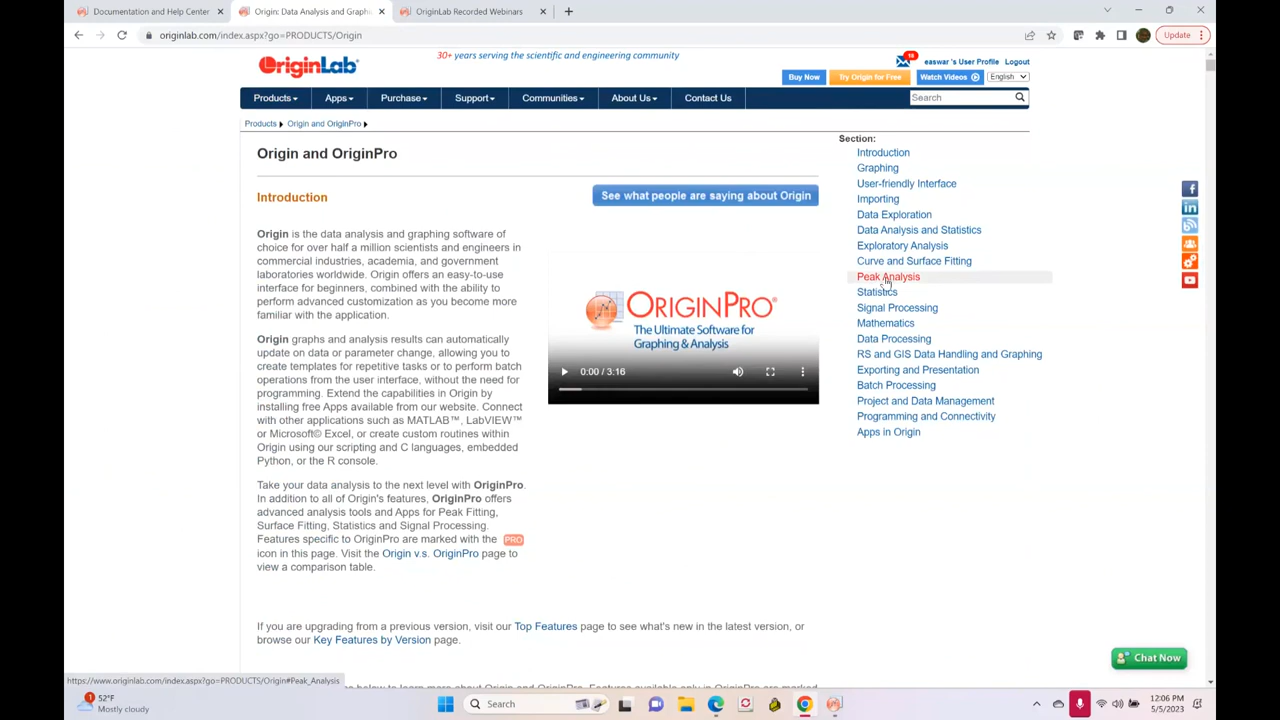 Documentation and Help Center
Origin: Data Analysis and Graphi
OriginLab Recorded Webinars
originlab.com/index.aspx?go=PRODUCTS/Origin
Update
OriginLab
30+ years serving the scientific and engineering community
easwar 's User Profile Logout
Buy Now Try Origin for Free Watch Videos English
Products Apps Purchase Support Communities About Us Contact Us Search
Products Origin and OriginPro
Section:
Origin and OriginPro
Introduction
Graphing
User-friendly Interface
Importing
Data Exploration
Data Analysis and Statistics
Exploratory Analysis
Curve and Surface Fitting
Peak Analysis
Statistics
Signal Processing
Mathematics
Data Processing
RS and GIS Data Handling and Graphing
Exporting and Presentation
Batch Processing
Project and Data Management
Programming and Connectivity
Apps in Origin
Introduction
See what people are saying about Origin
Origin is the data analysis and graphing software of
choice for over half a million scientists and engineers in
commercial industries, academia, and government
laboratories worldwide. Origin offers an easy-to-use
interface for beginners, combined with the ability to
perform advanced customization as you become more
familiar with the application.
Origin graphs and analysis results can automatically
update on data or parameter change, allowing you to
create templates for repetitive tasks or to perform batch
operations from the user interface, without the need for
programming. Extend the capabilities in Origin by
installing free Apps available from our website. Connect
with other applications such as MATLAB™, LabVIEW™
or Microsoft© Excel, or create custom routines within
Origin using our scripting and C languages, embedded
Python, or the R console.
Take your data analysis to the next level with OriginPro.
In addition to all of Origin's features, OriginPro offers
advanced analysis tools and Apps for Peak Fitting,
Surface Fitting, Statistics and Signal Processing.
Features specific to OriginPro are marked with the PRO
icon in this page. Visit the Origin v.s. OriginPro page to
view a comparison table.
ORIGINPRO®
The Ultimate Software for
Graphing & Analysis
0:00 / 3:16
If you are upgrading from a previous version, visit our Top Features page to see what's new in the latest version, or
browse our Key Features by Version page.
Chat Now
https://www.originlab.com/index.aspx?go=PRODUCTS/Origin#Peak_Analysis
1
52°F
Mostly cloudy
Search
12:06 PM
5/5/2023